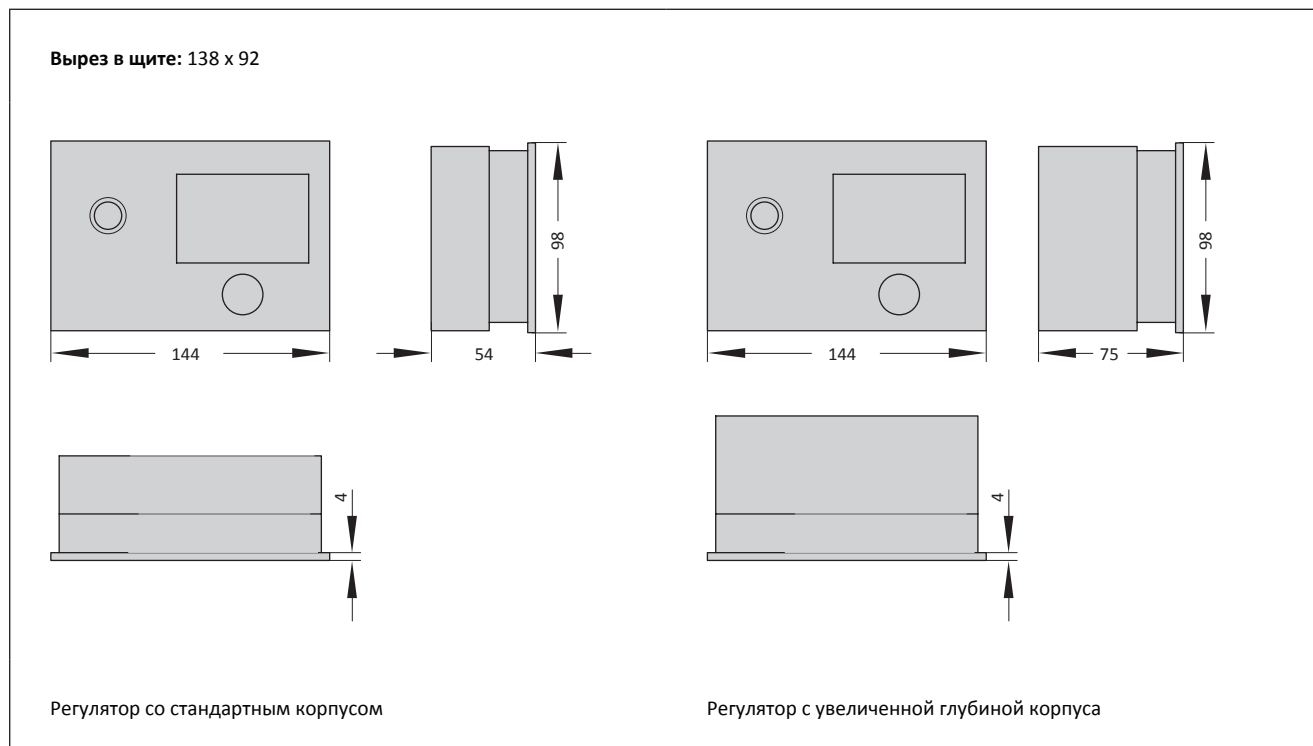 Вырез в щите: 138 x 92
98
144
54
98
144
75
4
4
Регулятор со стандартным корпусом
Регулятор с увеличенной глубиной корпуса